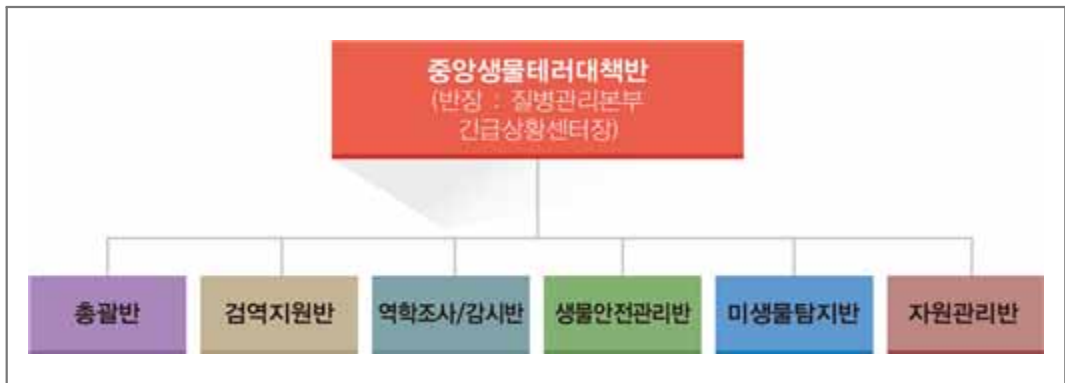 중앙생물테러대책반
(반장 : 질병관리본부
긴급상황센터장)
총괄반
검역지원반
역학조사/감시반
생물안전관리반
미생물탐지반
자원관리반